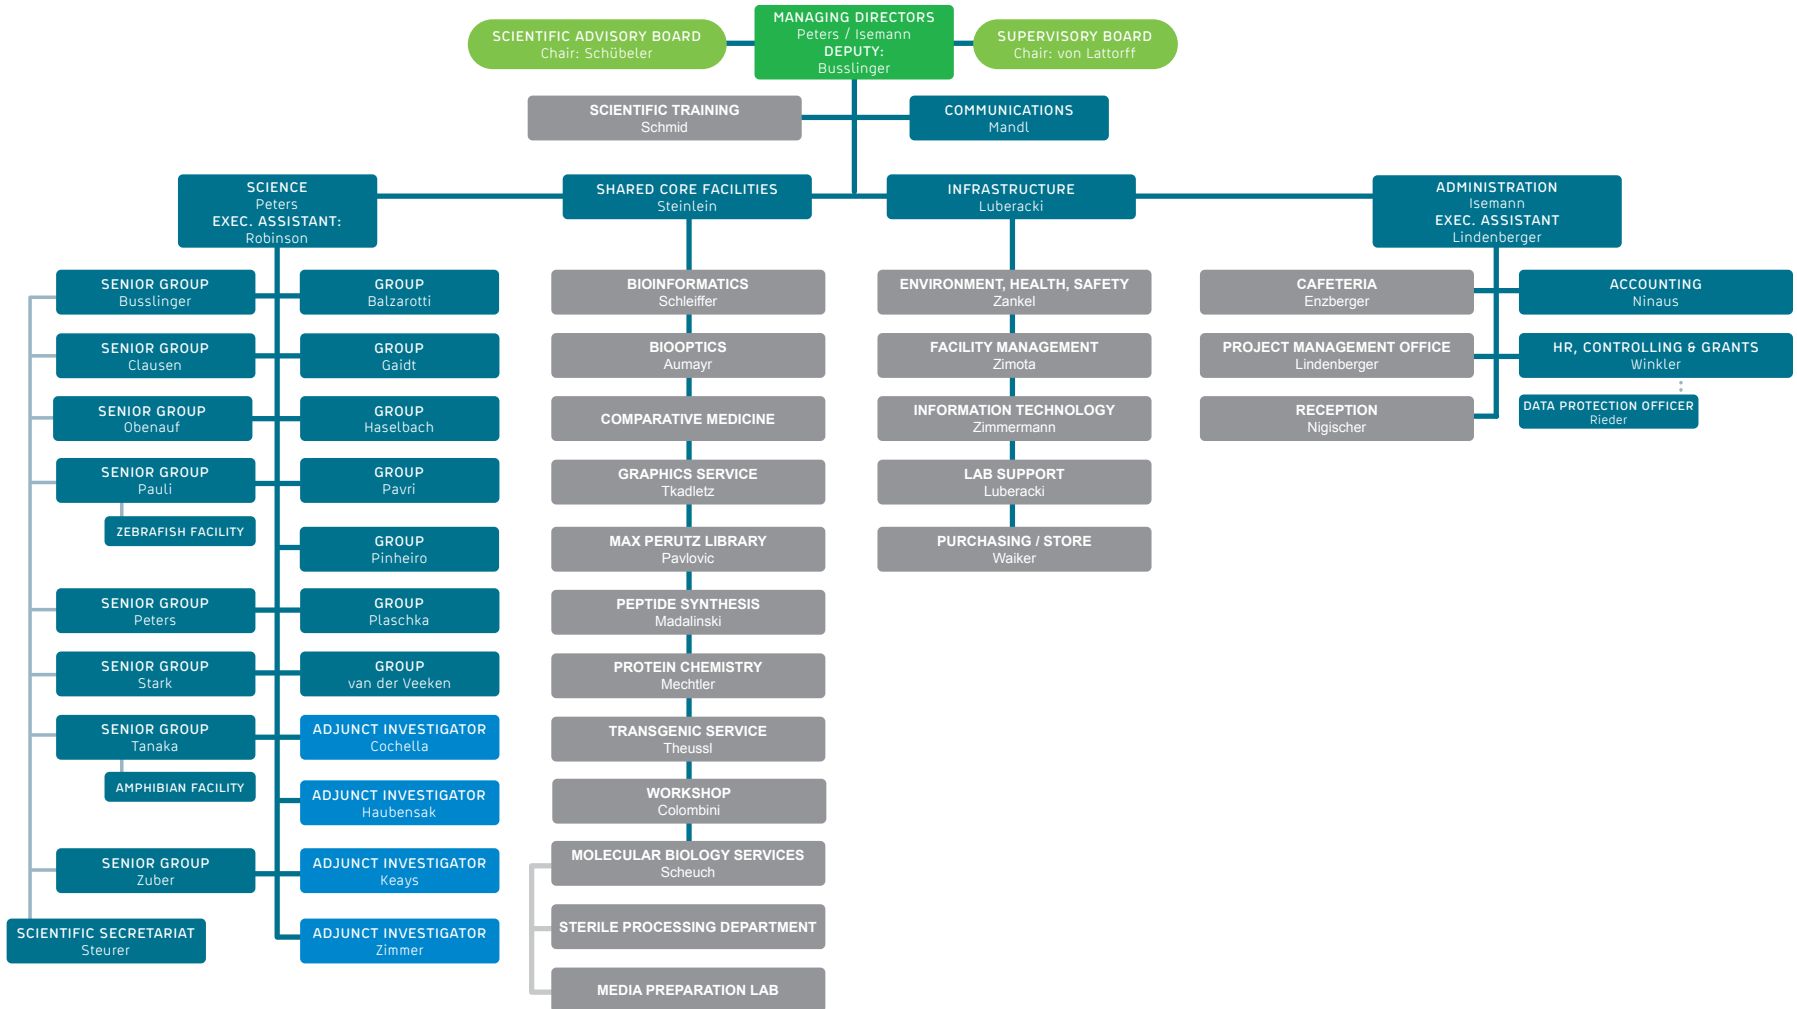 MANAGING DIRECTORS
Peters / Isemann
DEPUTY:
Busslinger
SCIENTIFIC ADVISORY BOARD
Chair: Schübeler
SUPERVISORY BOARD
Chair: von Lattorff
SCIENTIFIC TRAINING
Schmid
COMMUNICATIONS
Mandl
SCIENCE
Peters
EXEC. ASSISTANT:
Robinson
SHARED CORE FACILITIES
Steinlein
INFRASTRUCTURE
Luberacki
ADMINISTRATION
Isemann
EXEC. ASSISTANT
Lindenberger
SENIOR GROUP
Busslinger
SENIOR GROUP
Clausen
SENIOR GROUP
Obenauf
SENIOR GROUP
Pauli
ZEBRAFISH FACILITY
SENIOR GROUP
Peters
SENIOR GROUP
Stark
SENIOR GROUP
Tanaka
AMPHIBIAN FACILITY
SENIOR GROUP
Zuber
SCIENTIFIC SECRETARIAT
Steurer
GROUP
Balzarotti
GROUP
Gaidt
GROUP
Haselbach
GROUP
Pavri
GROUP
Pinheiro
GROUP
Plaschka
GROUP
van der Veeken
ADJUNCT INVESTIGATOR
Cochella
ADJUNCT INVESTIGATOR
Haubensak
ADJUNCT INVESTIGATOR
Keays
ADJUNCT INVESTIGATOR
Zimmer
BIOINFORMATICS
Schleiffer
BIOOPTICS
Aumayr
COMPARATIVE MEDICINE
GRAPHICS SERVICE
Tkadletz
MAX PERUTZ LIBRARY
Pavlovic
PEPTIDE SYNTHESIS
Madalinski
PROTEIN CHEMISTRY
Mechtler
TRANSGENIC SERVICE
Theussl
WORKSHOP
Colombini
MOLECULAR BIOLOGY SERVICES
Scheuch
STERILE PROCESSING DEPARTMENT
MEDIA PREPARATION LAB
ENVIRONMENT, HEALTH, SAFETY
Zankel
FACILITY MANAGEMENT
Zimota
INFORMATION TECHNOLOGY
Zimmermann
LAB SUPPORT
Luberacki
PURCHASING / STORE
Waiker
CAFETERIA
Enzberger
PROJECT MANAGEMENT OFFICE
Lindenberger
RECEPTION
Nigischer
ACCOUNTING
Ninaus
HR, CONTROLLING & GRANTS
Winkler
DATA PROTECTION OFFICER
Rieder